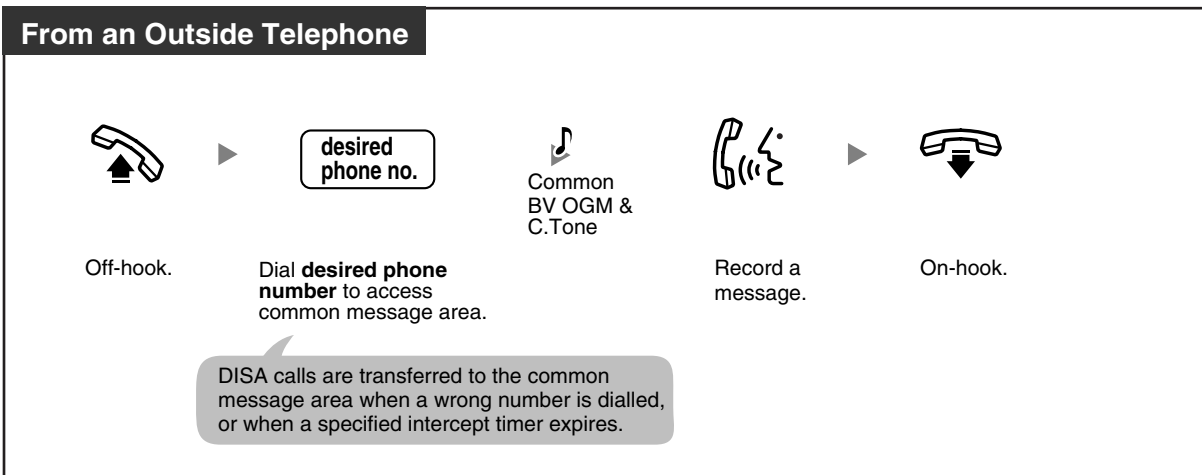 From an Outside Telephone
desired
phone no.
Common
BV OGM &
C.Tone
Off-hook.
Dial desired phone
number to access
common message area.
Record a
message.
On-hook.
DISA calls are transferred to the common
message area when a wrong number is dialled,
or when a specified intercept timer expires.